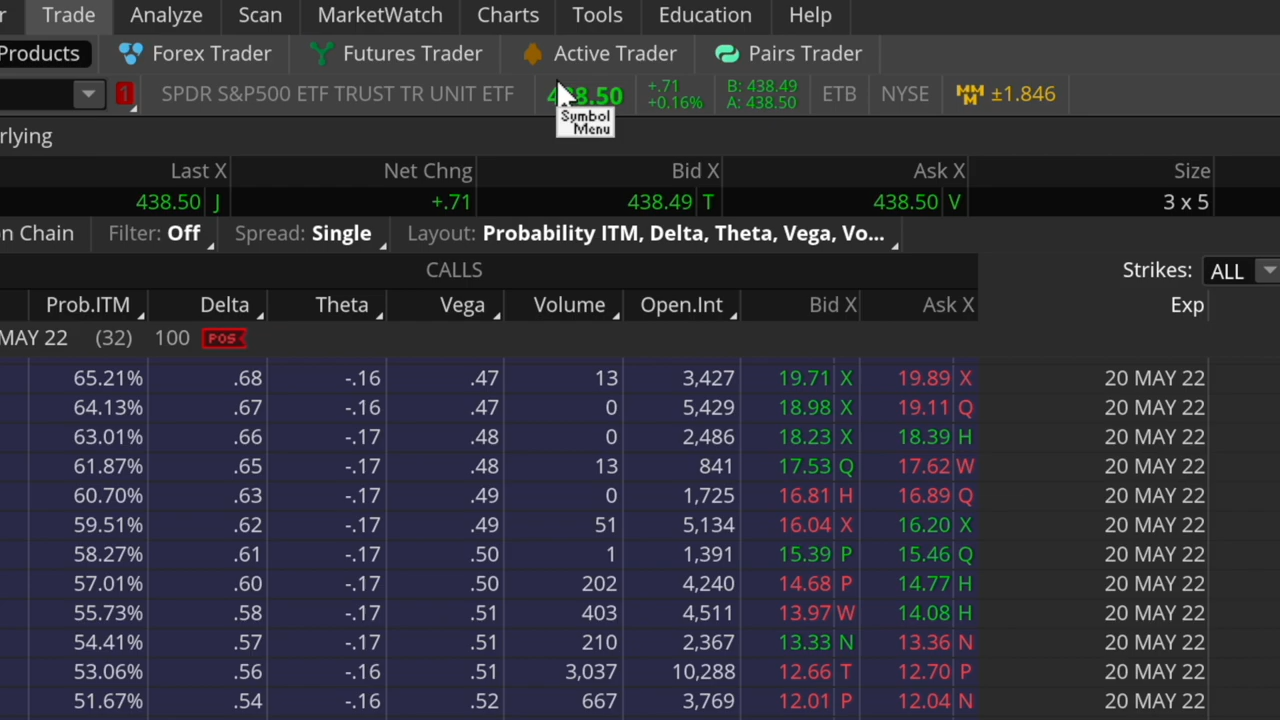 r Trade Analyze Scan MarketWatch Charts Tools Education Help
Products Forex Trader Futures Trader Active Trader Pairs Trader
1 SPDR S&P500 ETF TRUST TR UNIT ETF 438.50 +.71 +0.16% B: 438.49 A: 438.50 ETB NYSE MMM ±1.846
Symbol Menu
rlying
Last X Net Chng Bid X Ask X Size
438.50 J +.71 438.49 T 438.50 V 3 x 5
n Chain Filter: Off Spread: Single Layout: Probability ITM, Delta, Theta, Vega, Vo...
CALLS Strikes: ALL
Prob.ITM Delta Theta Vega Volume Open.Int Bid X Ask X Exp
MAY 22 (32) 100 POS
65.21% .68 -.16 .47 13 3,427 19.71 X 19.89 X 20 MAY 22
64.13% .67 -.16 .47 0 5,429 18.98 X 19.11 Q 20 MAY 22
63.01% .66 -.17 .48 0 2,486 18.23 X 18.39 H 20 MAY 22
61.87% .65 -.17 .48 13 841 17.53 Q 17.62 W 20 MAY 22
60.70% .63 -.17 .49 0 1,725 16.81 H 16.89 Q 20 MAY 22
59.51% .62 -.17 .49 51 5,134 16.04 X 16.20 X 20 MAY 22
58.27% .61 -.17 .50 1 1,391 15.39 P 15.46 Q 20 MAY 22
57.01% .60 -.17 .50 202 4,240 14.68 P 14.77 H 20 MAY 22
55.73% .58 -.17 .51 403 4,511 13.97 W 14.08 H 20 MAY 22
54.41% .57 -.17 .51 210 2,367 13.33 N 13.36 N 20 MAY 22
53.06% .56 -.16 .51 3,037 10,288 12.66 T 12.70 P 20 MAY 22
51.67% .54 -.16 .52 667 3,769 12.01 P 12.04 N 20 MAY 22